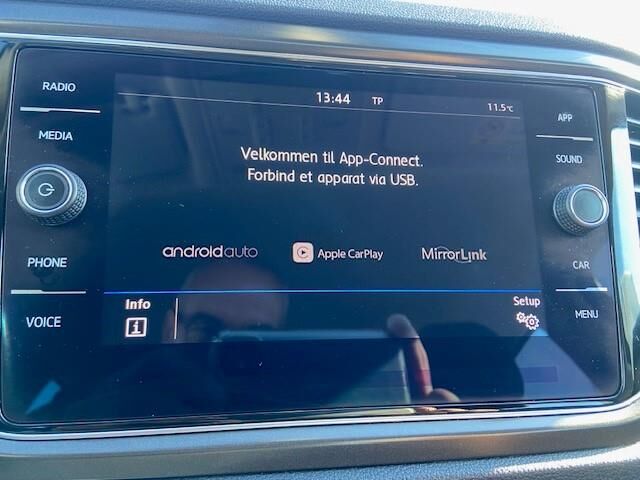 RADIO
MEDIA
PHONE
VOICE
13:44 TP 11.5°C
Velkommen til App-Connect.
Forbind et apparat via USB.
androidauto Apple CarPlay MirrorLink
Info Setup
i
APP
SOUND
CAR
MENU